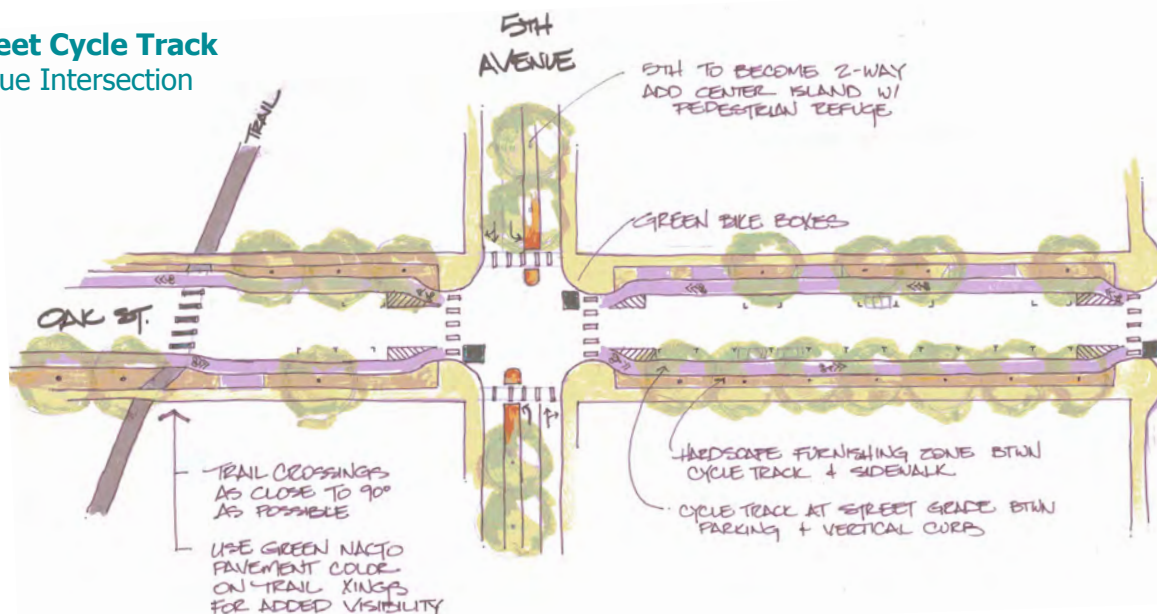 eet Cycle Track
ue Intersection
5TH
AVENUE
5TH TO BECOME 2-WAY
ADD CENTER ISLAND W/
PEDESTRIAN REFUGE
TRAIL
GREEN BIKE BOXES
OAK ST.
TRAIL CROSSINGS
AS CLOSE TO 90°
AS POSSIBLE
USE GREEN NACTO
PAVEMENT COLOR
ON TRAIL XINGS
FOR ADDED VISIBILITY
HARDSCAPE FURNISHING ZONE BTWN
CYCLE TRACK + SIDEWALK
CYCLE TRACK AT STREET GRADE BTWN
PARKING + VERTICAL CURB